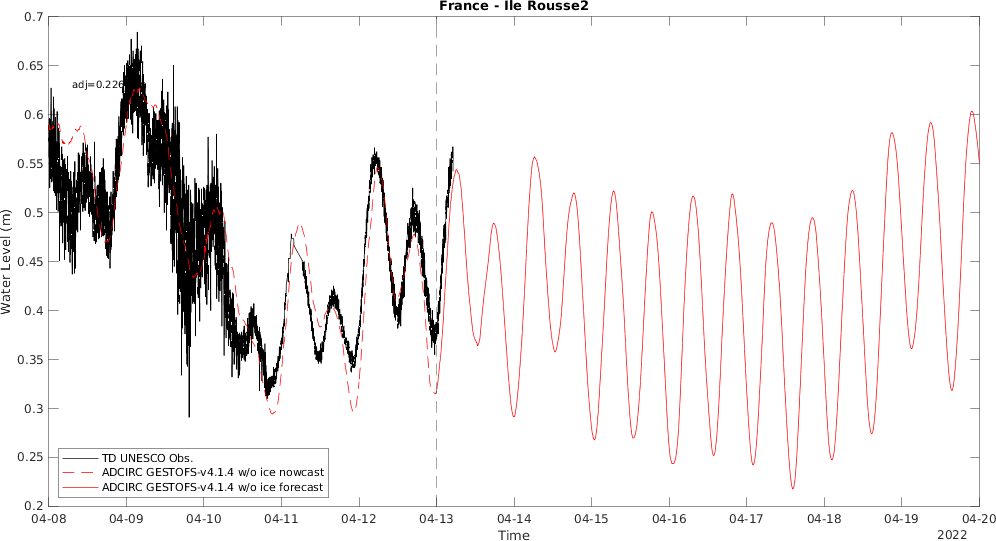 France - Ile Rousse2
0.7
0.65
0.6
0.55
0.5
0.45
0.4
0.35
0.3
0.25
0.2
Water Level (m)
adj=0.226
TD UNESCO Obs.
ADCIRC GESTOFS-v4.1.4 w/o ice nowcast
ADCIRC GESTOFS-v4.1.4 w/o ice forecast
04-08 04-09 04-10 04-11 04-12 04-13 04-14 04-15 04-16 04-17 04-18 04-19 04-20
Time
2022